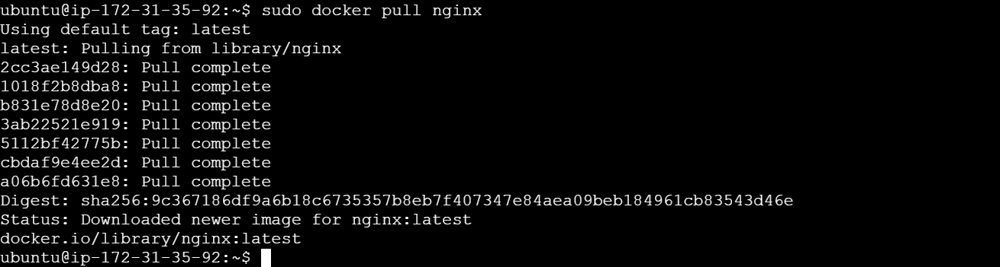 ubuntu@ip-172-31-35-92:~$ sudo docker pull nginx
Using default tag: latest
latest: Pulling from library/nginx
2cc3ae149d28: Pull complete
1018f2b8dba8: Pull complete
b831e78d8e20: Pull complete
3ab22521e919: Pull complete
5112bf42775b: Pull complete
cbdaf9e4ee2d: Pull complete
a06b6fd631e8: Pull complete
Digest: sha256:9c367186df9a6b18c6735357b8eb7f407347e84aea09beb184961cb83543d46e
Status: Downloaded newer image for nginx:latest
docker.io/library/nginx:latest
ubuntu@ip-172-31-35-92:~$